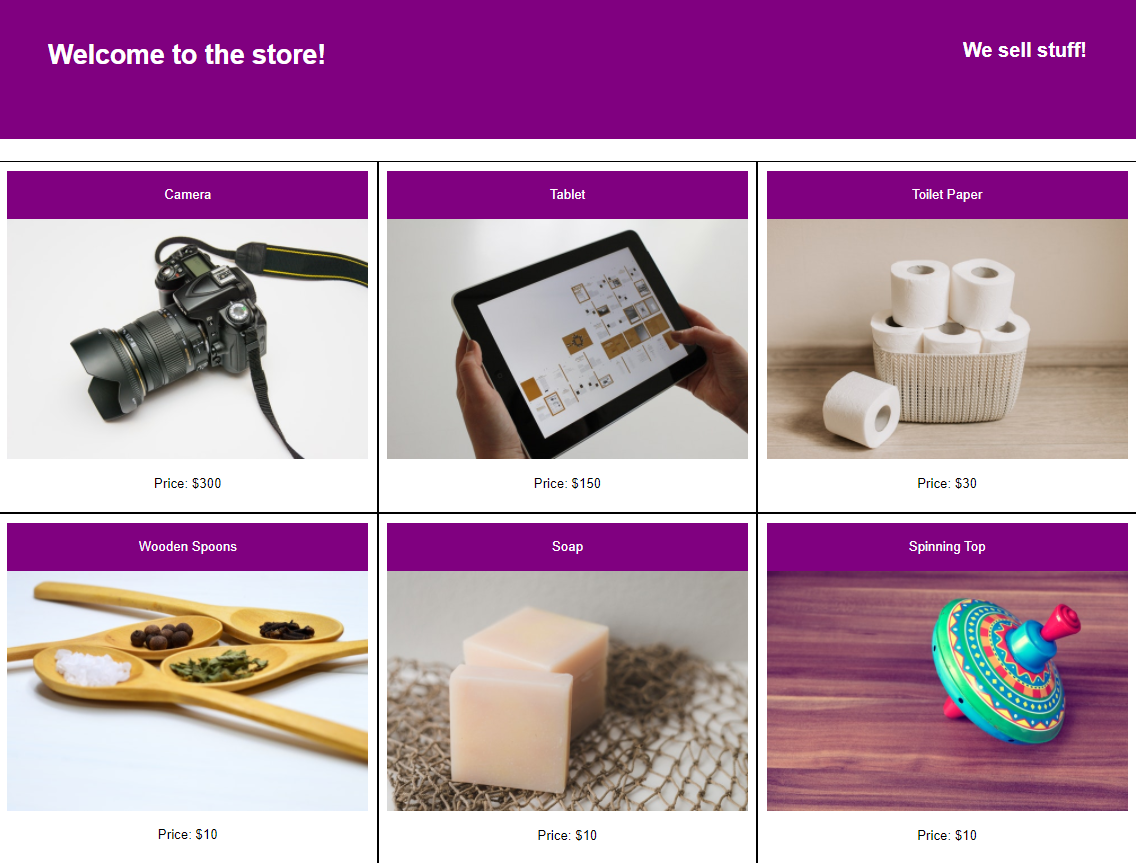 Welcome to the store!
We sell stuff!
Camera
Tablet
Toilet Paper
Price: $300
Price: $150
Price: $30
Wooden Spoons
Soap
Spinning Top
Price: $10
Price: $10
Price: $10